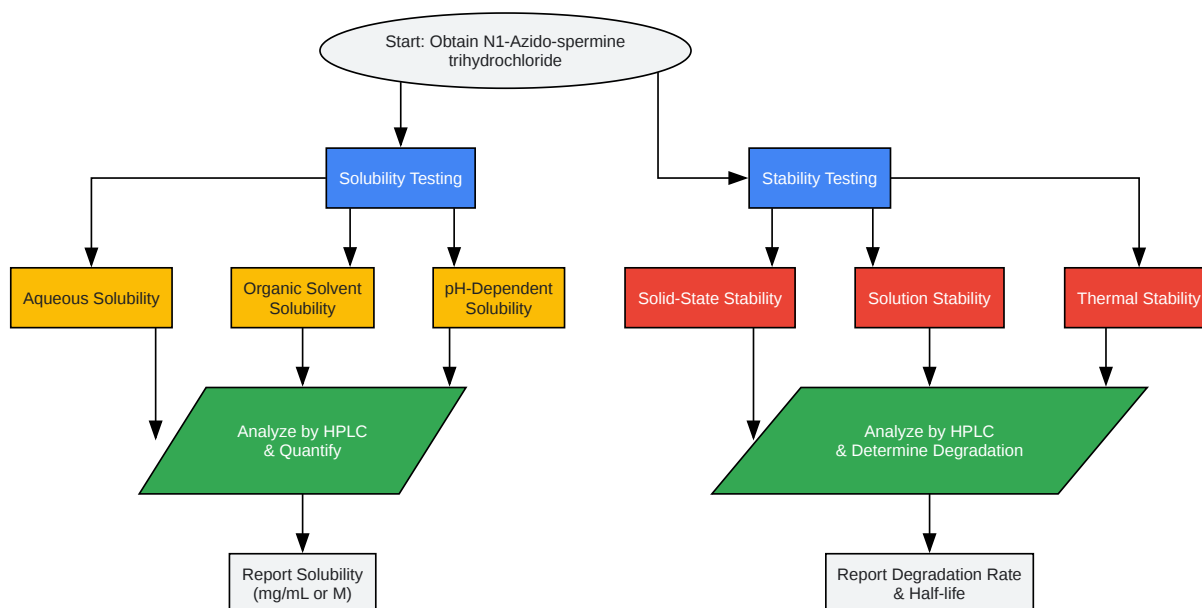 Start: Obtain N1-Azido-spermine
trihydrochloride
Solubility Testing
Stability Testing
Aqueous Solubility
Organic Solvent
Solubility
pH-Dependent
Solubility
Solid-State Stability
Solution Stability
Thermal Stability
Analyze by HPLC
& Quantify
Analyze by HPLC
& Determine Degradation
Report Solubility
(mg/mL or M)
Report Degradation Rate
& Half-life